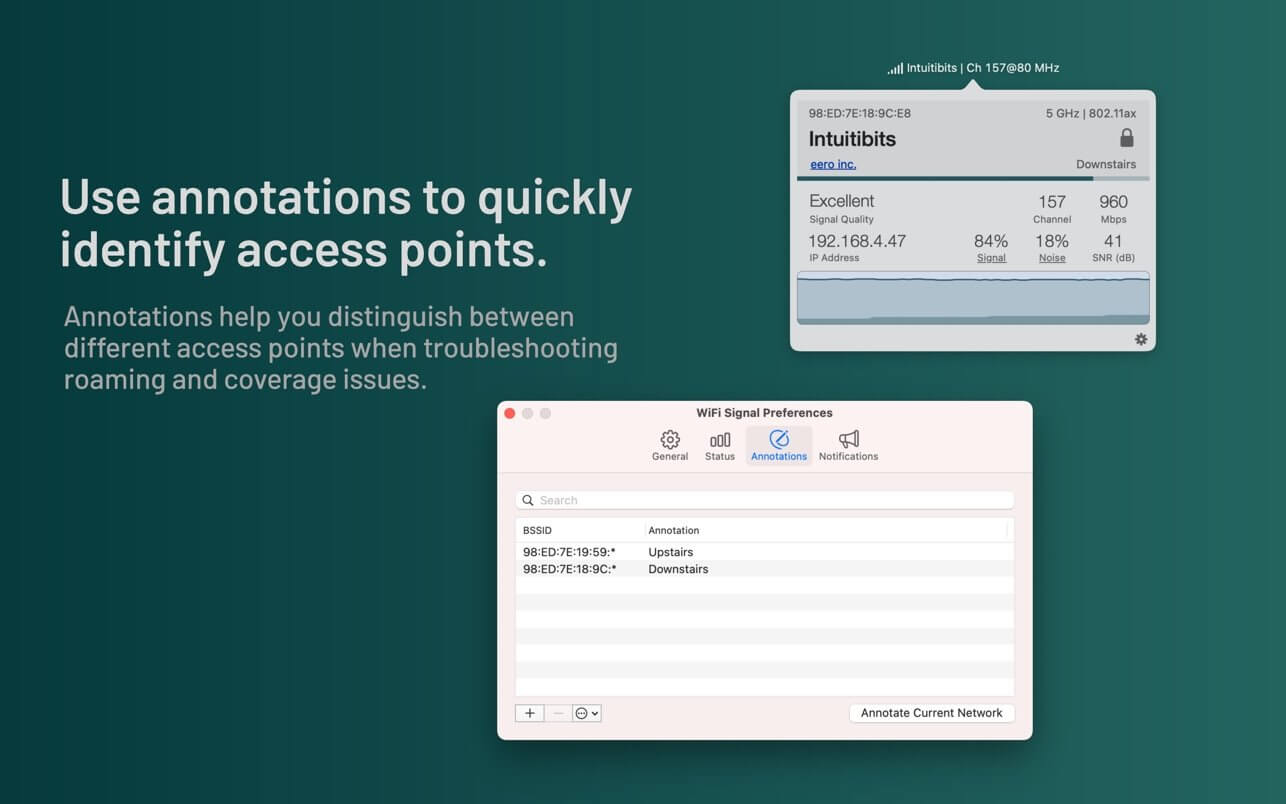 Intuitibits | Ch 157@80 MHz
98:ED:7E:18:9C:E8 5 GHz | 802.11ax
Intuitibits
eero inc. Downstairs
Excellent 157 960
Signal Quality Channel Mbps
192.168.4.47 84% 18% 41
IP Address Signal Noise SNR (dB)
Use annotations to quickly
identify access points.
Annotations help you distinguish between
different access points when troubleshooting
roaming and coverage issues.
WiFi Signal Preferences
General Status Annotations Notifications
Search
BSSID Annotation
98:ED:7E:19:59:* Upstairs
98:ED:7E:18:9C:* Downstairs
Annotate Current Network